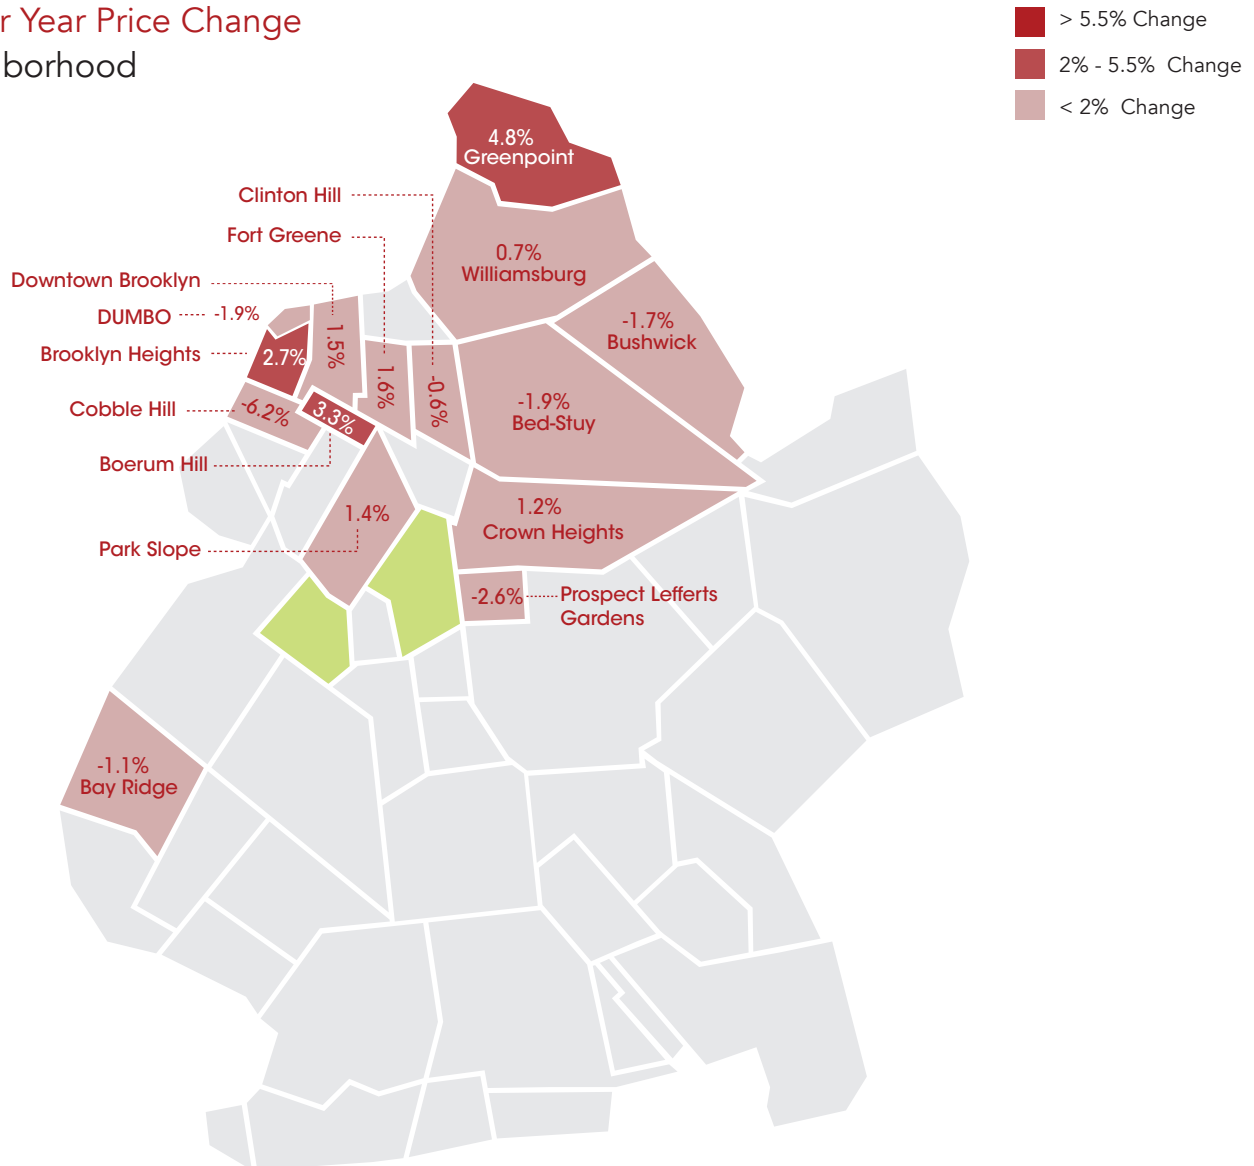 r Year Price Change
borhood
> 5.5% Change
2% - 5.5% Change
< 2% Change
4.8%
Greenpoint
Clinton Hill
Fort Greene
0.7%
Williamsburg
Downtown Brooklyn
DUMBO
-1.9%
Brooklyn Heights
2.7%
1.5%
1.6%
-0.6%
-1.7%
Bushwick
Cobble Hill
-6.2%
3.3%
-1.9%
Bed-Stuy
Boerum Hill
1.4%
1.2%
Crown Heights
Park Slope
-2.6%
Prospect Lefferts
Gardens
-1.1%
Bay Ridge